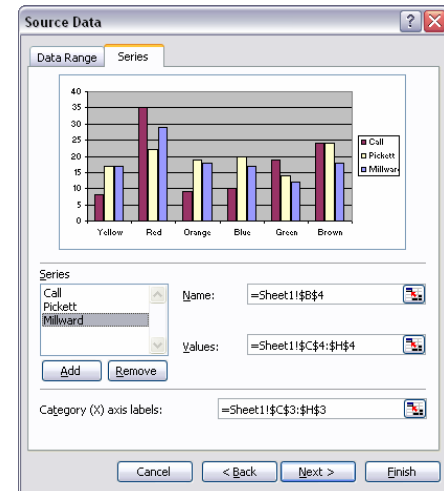 Source Data
Data Range Series
40
35
30
25
20
15
10
5
0
Yellow Red Orange Blue Green Brown
Call
Pickett
Millwar
Series
Call
Pickett
Millward
Name: =Sheet1!$B$4
Values: =Sheet1!$C$4:$H$4
Add Remove
Category (X) axis labels: =Sheet1!$C$3:$H$3
Cancel < Back Next > Finish